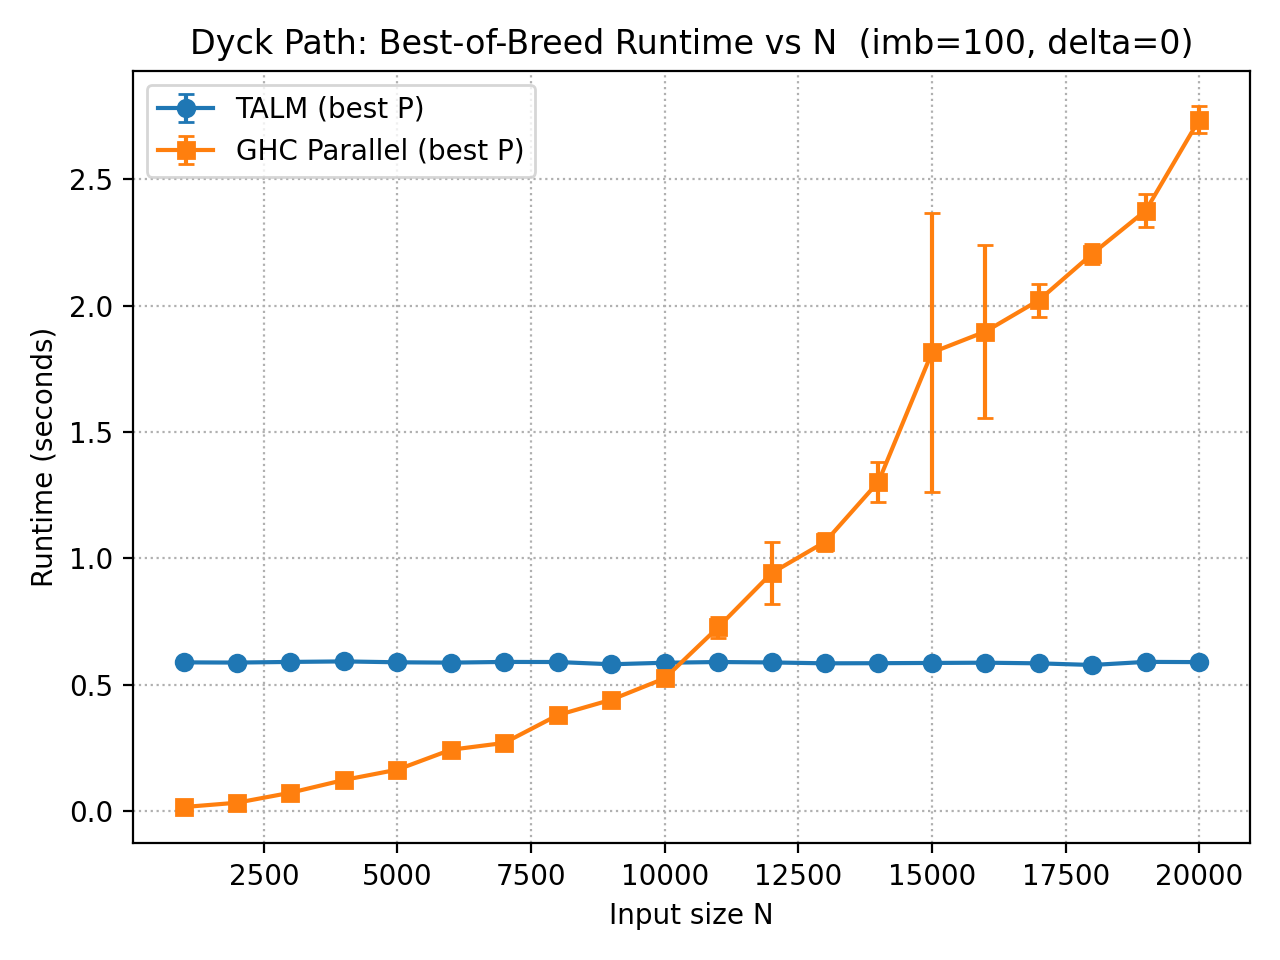 Dyck Path: Best-of-Breed Runtime vs N  (imb=100, delta=0)
TALM (best P)
GHC Parallel (best P)
Runtime (seconds)
2.5
2.0
1.5
1.0
0.5
0.0
2500 5000 7500 10000 12500 15000 17500 20000
Input size N